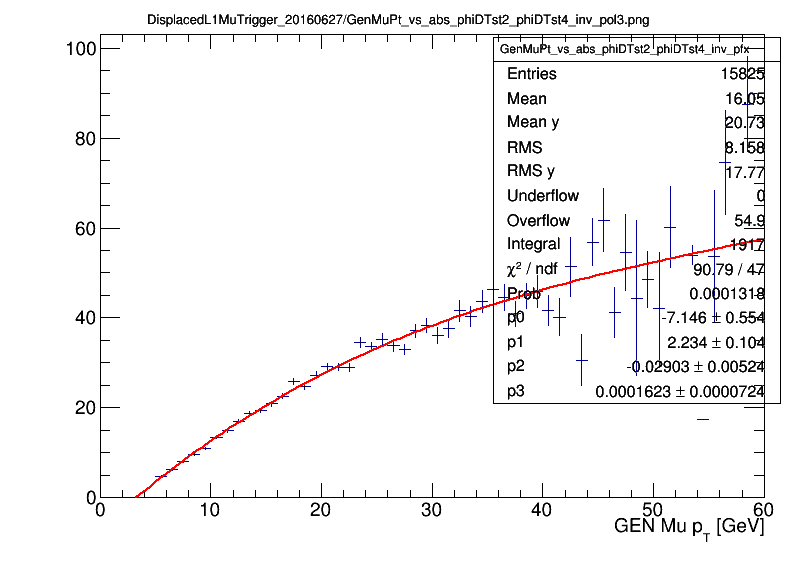 DisplacedL1MuTrigger_20160627/GenMuPt_vs_abs_phiDTst2_phiDTst4_inv_pol3.png
GenMuPt_vs_abs_phiDTst2_phiDTst4_inv_pfx
Entries 15825
Mean 16.05
Mean y 20.73
RMS 8.158
RMS y 17.77
Underflow 0
Overflow 54.9
Integral 1917
χ² / ndf 90.79 / 47
Prob 0.0001318
p0 -7.146 ± 0.554
p1 2.234 ± 0.104
p2 -0.02903 ± 0.00524
p3 0.0001623 ± 0.0000724
100
80
60
40
20
0
0 10 20 30 40 50 60
GEN Mu p_T [GeV]